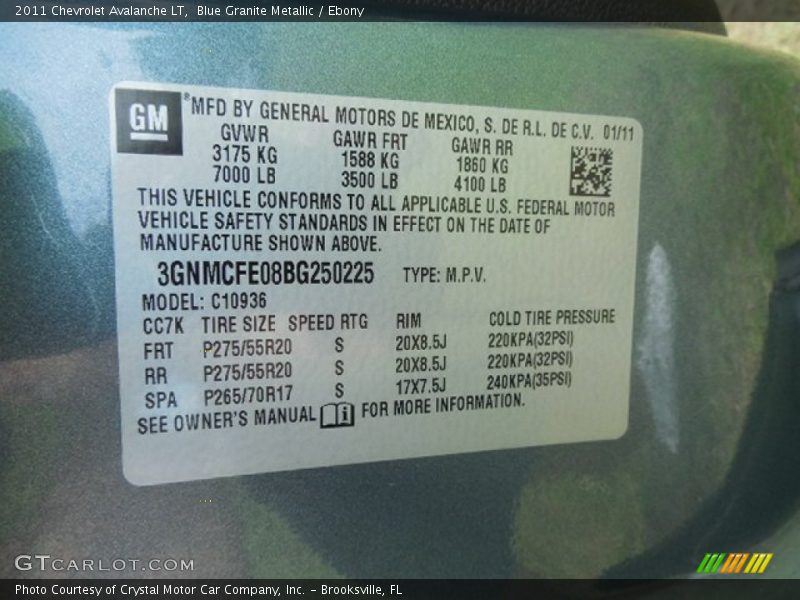 2011 Chevrolet Avalanche LT, Blue Granite Metallic / Ebony
GM ® MFD BY GENERAL MOTORS DE MEXICO, S. DE R.L. DE C.V. 01/11
GVWR GAWR FRT GAWR RR
3175 KG 1588 KG 1860 KG
7000 LB 3500 LB 4100 LB
THIS VEHICLE CONFORMS TO ALL APPLICABLE U.S. FEDERAL MOTOR
VEHICLE SAFETY STANDARDS IN EFFECT ON THE DATE OF
MANUFACTURE SHOWN ABOVE.
3GNMCFE08BG250225 TYPE: M.P.V.
MODEL: C10936
CC7K TIRE SIZE SPEED RTG RIM COLD TIRE PRESSURE
FRT P275/55R20 S 20X8.5J 220KPA(32PSI)
RR P275/55R20 S 20X8.5J 220KPA(32PSI)
SPA P265/70R17 S 17X7.5J 240KPA(35PSI)
SEE OWNER'S MANUAL i FOR MORE INFORMATION.
GTCARLOT.COM
Photo Courtesy of Crystal Motor Car Company, Inc. – Brooksville, FL